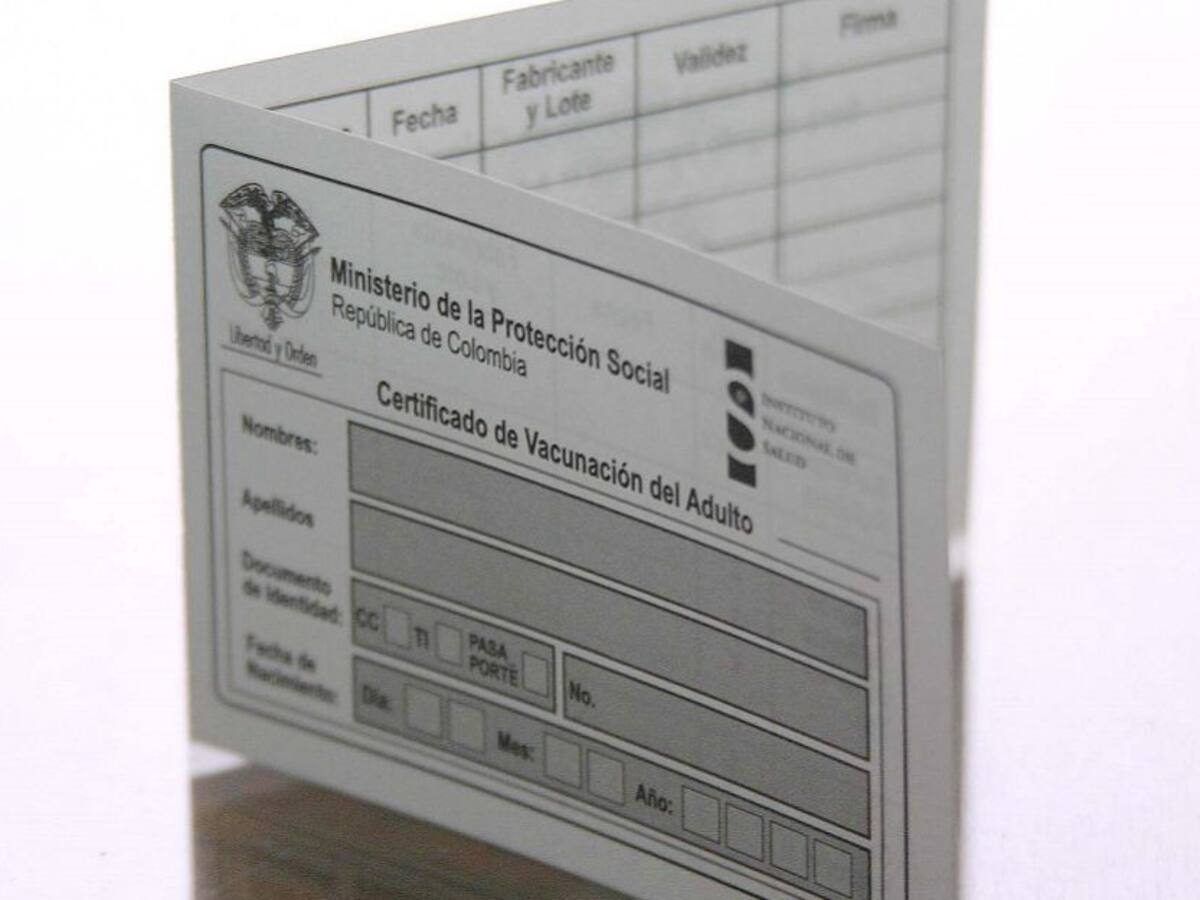 Fecha
Fabricante
y Lote
Validez
Firma
Libertad y Orden
Ministerio de la Protección Social
República de Colombia
INSTITUTO
NACIONAL DE
SALUD
Certificado de Vacunación del Adulto
Nombres:
Apellidos
Documento
de Identidad:
CC
TI
PASA
PORTE
No.
Fecha de
Nacimiento:
Día:
Mes:
Año: